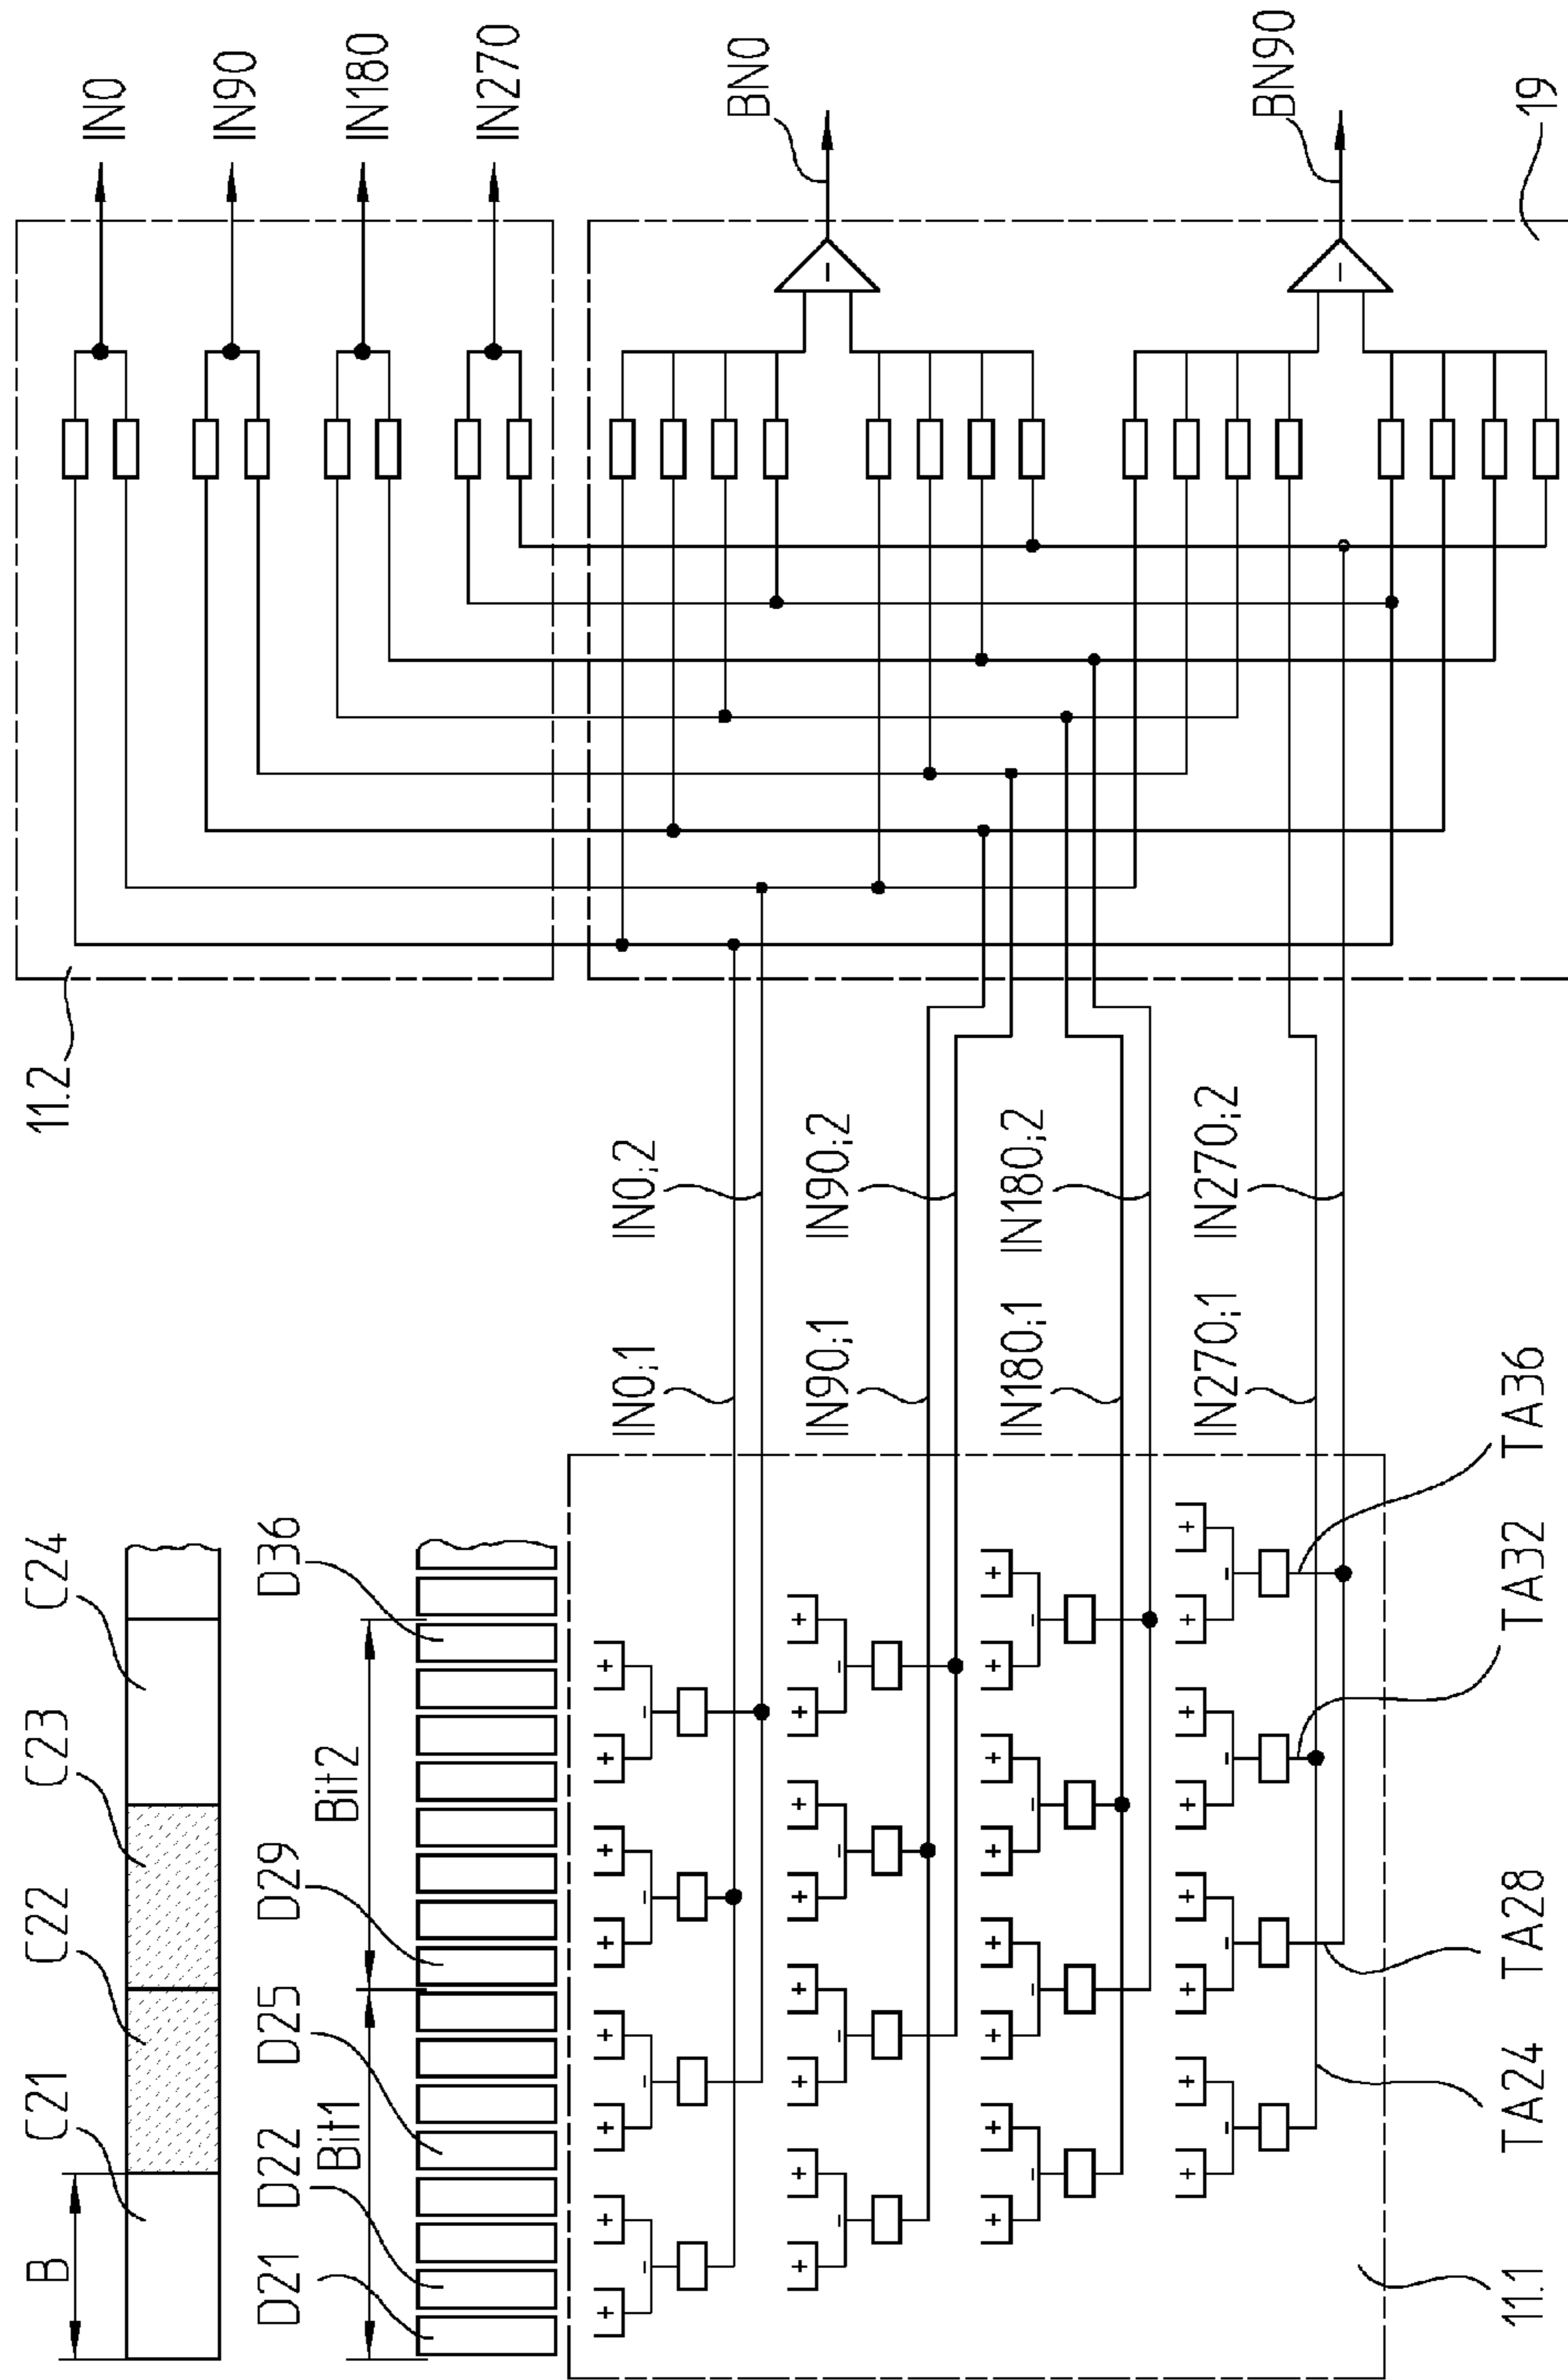 B
C21
C22
C23
C24
D21
D22
D25
D29
D36
Bit1
Bit2
11.2
IN0
IN90
IN180
IN270
BN0
BN90
19
IN0;1
IN0;2
IN90;1
IN90;2
IN180;1
IN180;2
IN270;1
IN270;2
TA24
TA28
TA32
TA36
11.1